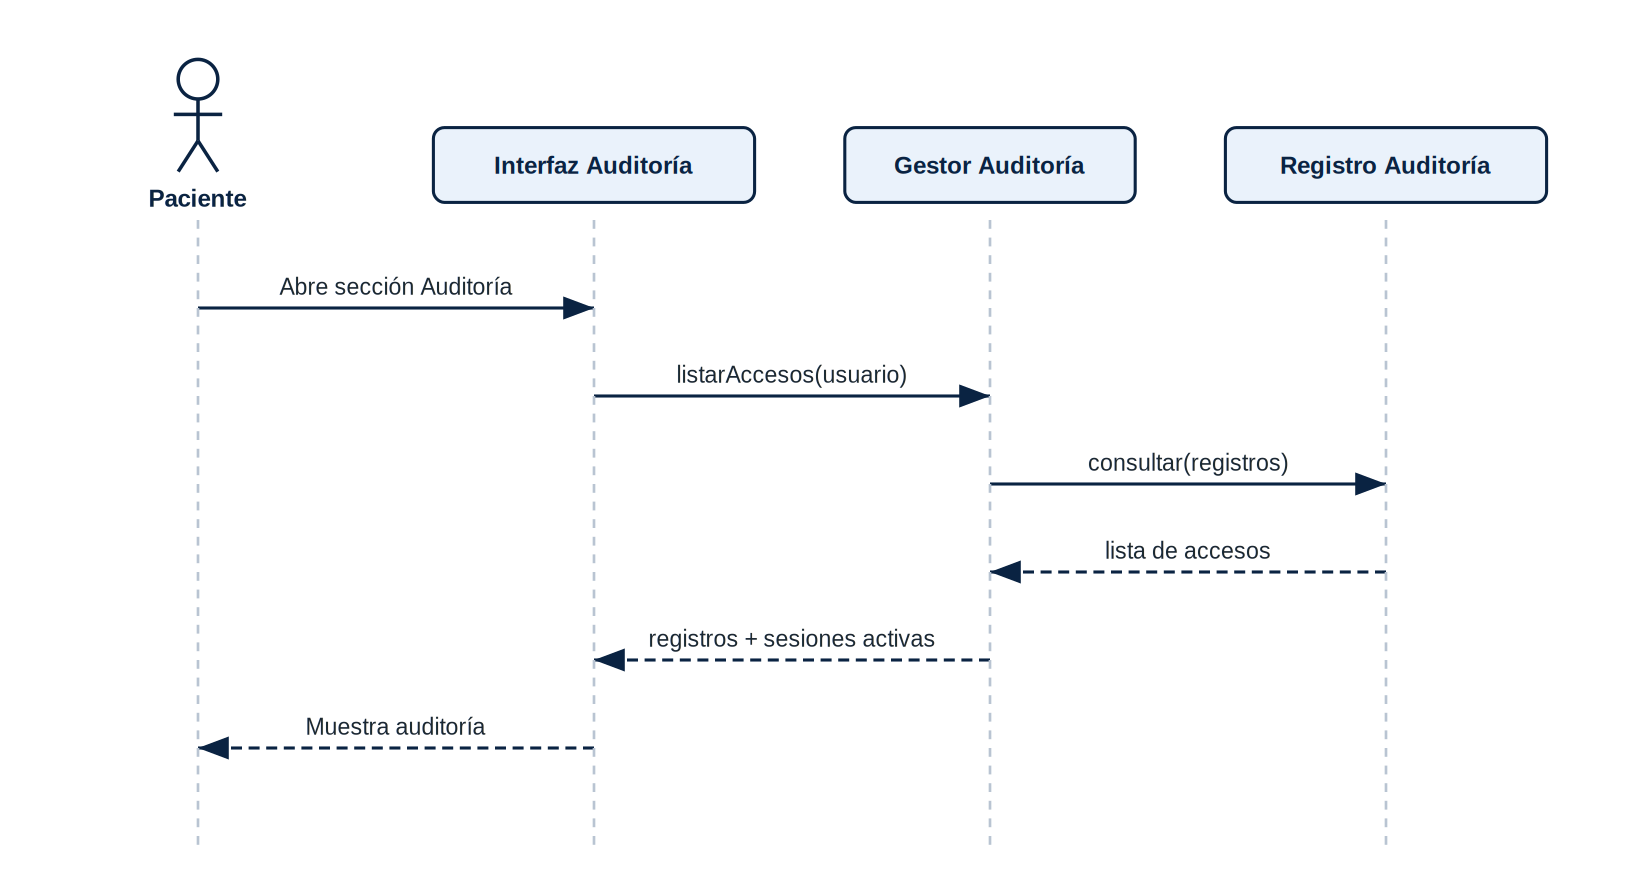 Paciente
Interfaz Auditoría
Gestor Auditoría
Registro Auditoría
Abre sección Auditoría
listarAccesos(usuario)
consultar(registros)
lista de accesos
registros + sesiones activas
Muestra auditoría